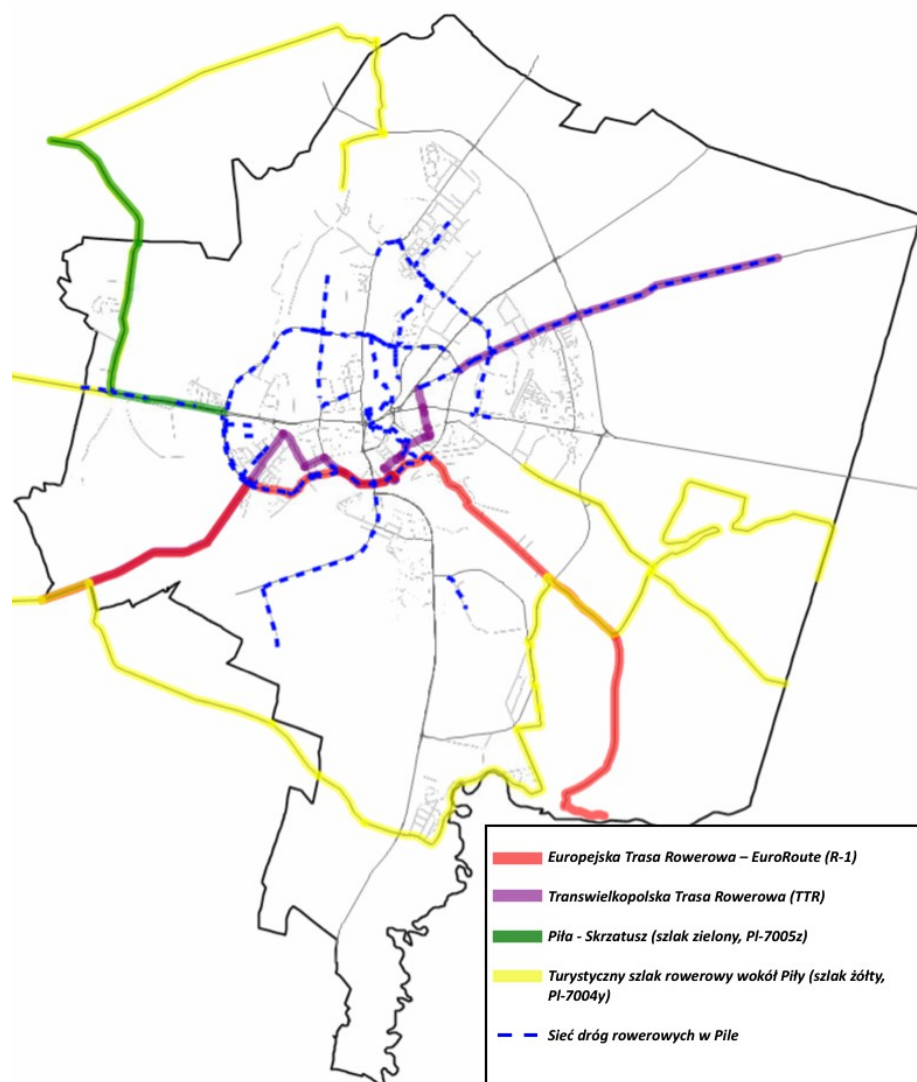 Europejska Trasa Rowerowa – EuroRoute (R-1)
Transwielkopolska Trasa Rowerowa (TTR)
Piła - Skrzatusz (szlak zielony, Pl-7005z)
Turystyczny szlak rowerowy wokół Piły (szlak żółty,
Pl-7004y)
Sieć dróg rowerowych w Pile